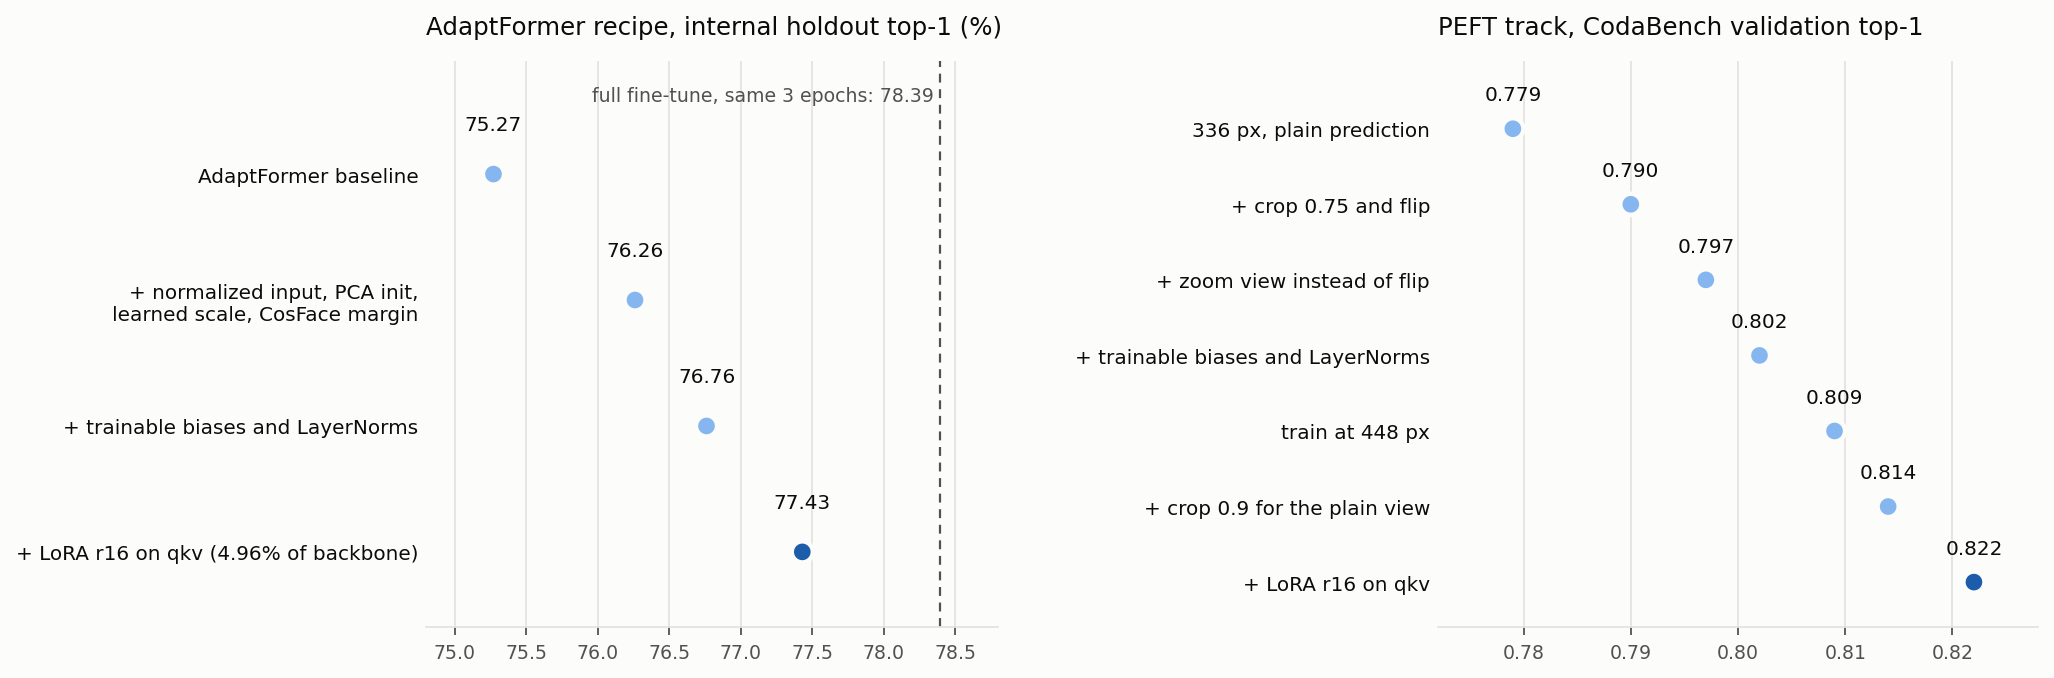 AdaptFormer recipe, internal holdout top-1 (%)
full fine-tune, same 3 epochs: 78.39
75.27
AdaptFormer baseline
76.26
+ normalized input, PCA init,
learned scale, CosFace margin
76.76
+ trainable biases and LayerNorms
77.43
+ LoRA r16 on qkv (4.96% of backbone)
75.0 75.5 76.0 76.5 77.0 77.5 78.0 78.5
PEFT track, CodaBench validation top-1
0.779
336 px, plain prediction
0.790
+ crop 0.75 and flip
0.797
+ zoom view instead of flip
0.802
+ trainable biases and LayerNorms
0.809
train at 448 px
0.814
+ crop 0.9 for the plain view
0.822
+ LoRA r16 on qkv
0.78 0.79 0.80 0.81 0.82